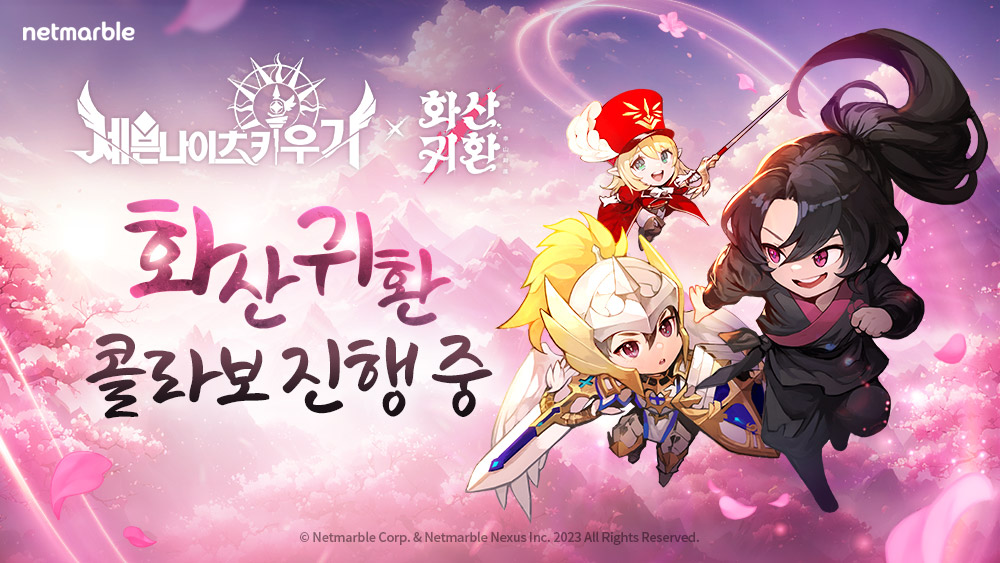 netmarble
세븐나이츠키우기 × 화산
귀환
화산귀환
콜라보 진행 중
© Netmarble Corp. & Netmarble Nexus Inc. 2023 All Rights Reserved.